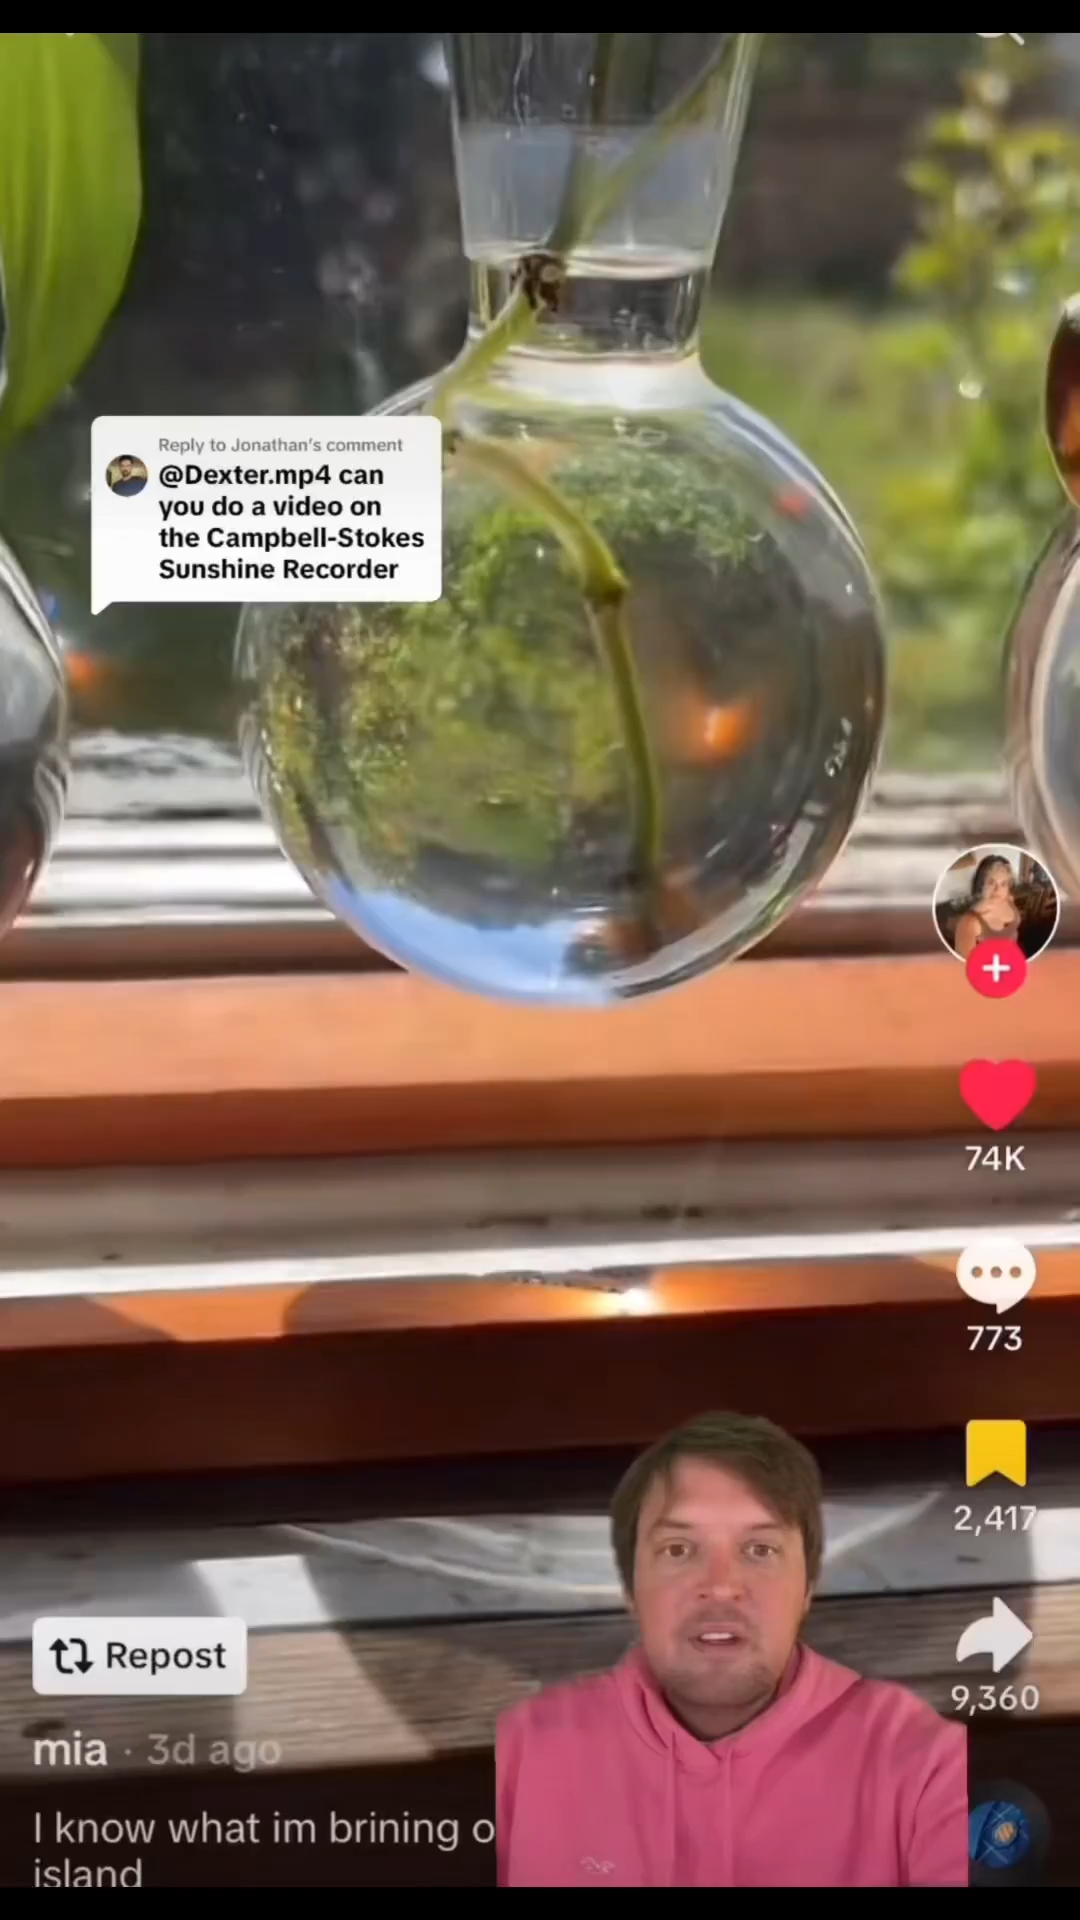 Reply to Jonathan's comment
@Dexter.mp4 can
you do a video on
the Campbell-Stokes
Sunshine Recorder
74K
773
2,417
9,360
Repost
mia · 3d ago
I know what im brining o
island